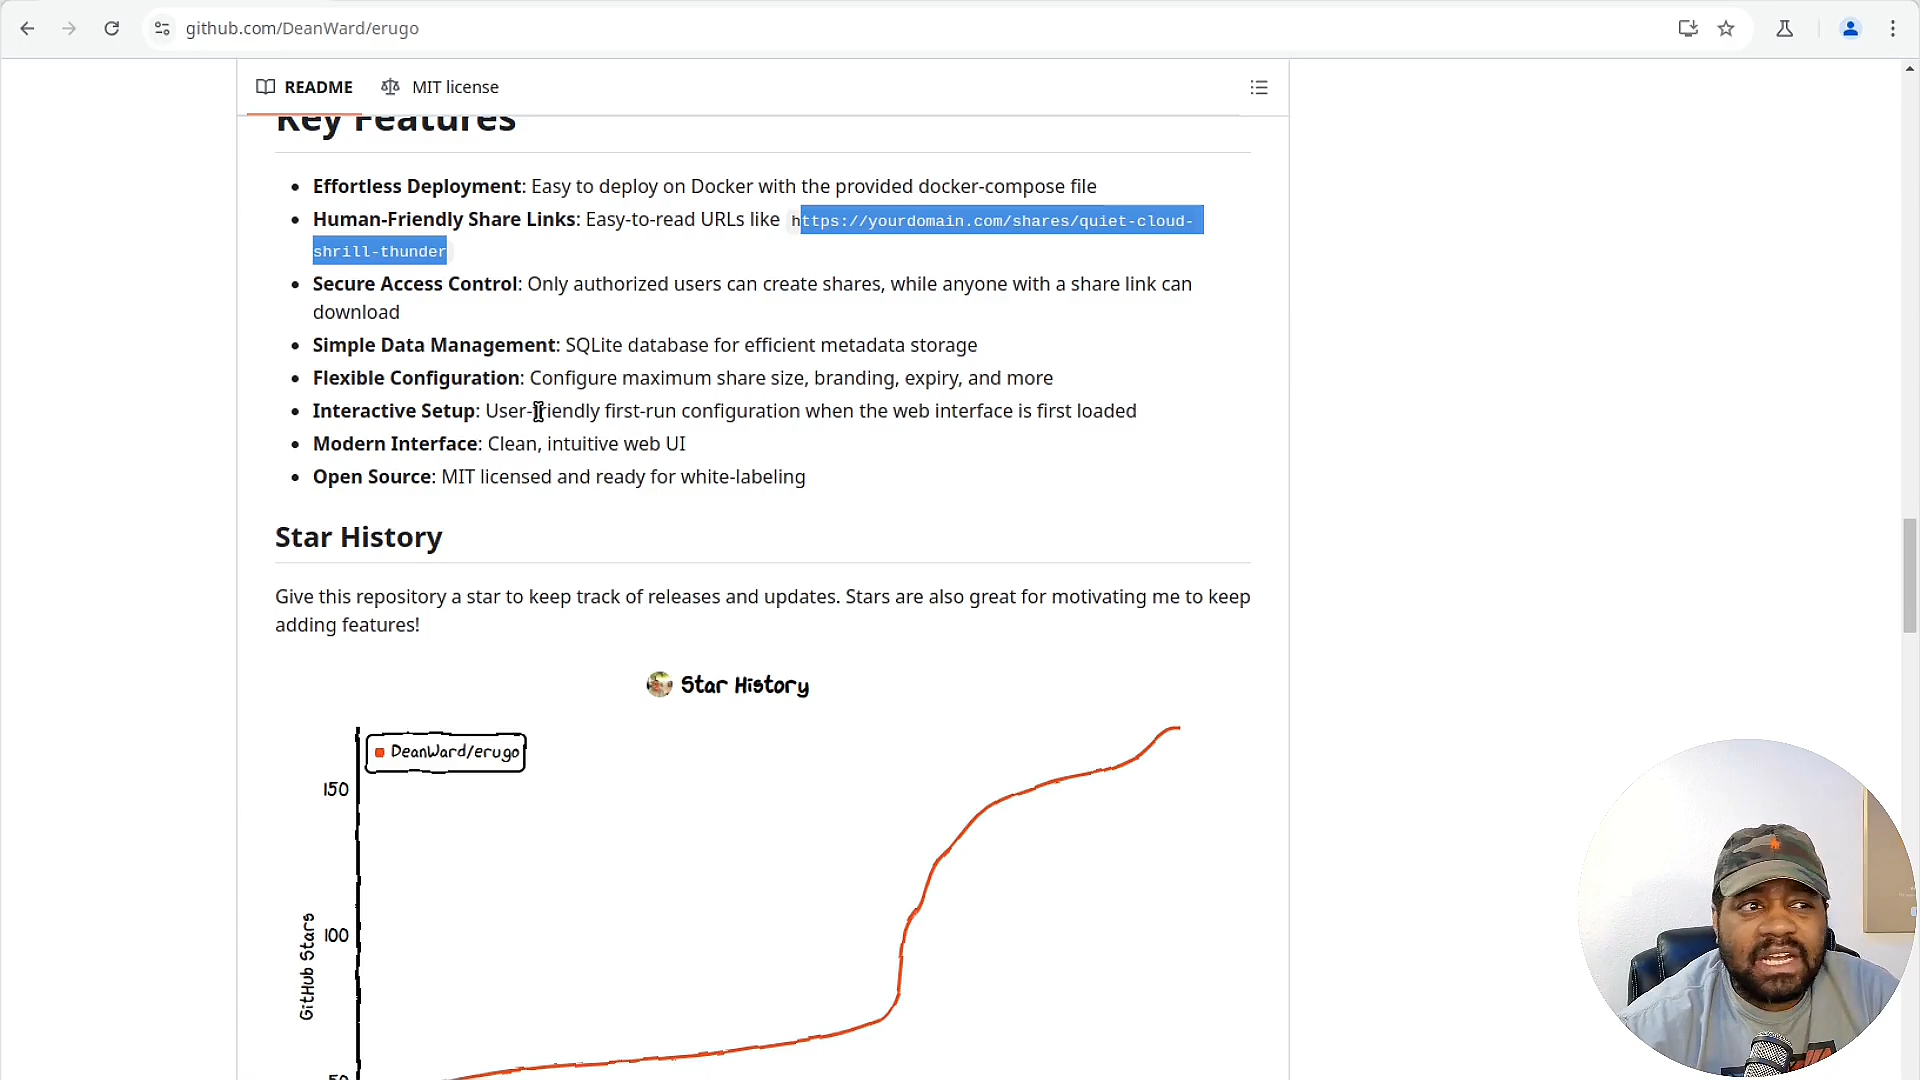 github.com/DeanWard/erugo
README
MIT license
Key Features
Effortless Deployment: Easy to deploy on Docker with the provided docker-compose file
Human-Friendly Share Links: Easy-to-read URLs like https://yourdomain.com/shares/quiet-cloud-
shrill-thunder
Secure Access Control: Only authorized users can create shares, while anyone with a share link can
download
Simple Data Management: SQLite database for efficient metadata storage
Flexible Configuration: Configure maximum share size, branding, expiry, and more
Interactive Setup: User-friendly first-run configuration when the web interface is first loaded
Modern Interface: Clean, intuitive web UI
Open Source: MIT licensed and ready for white-labeling
Star History
Give this repository a star to keep track of releases and updates. Stars are also great for motivating me to keep
adding features!
Star History
DeanWard/erugo
150
100
GitHub Stars
50